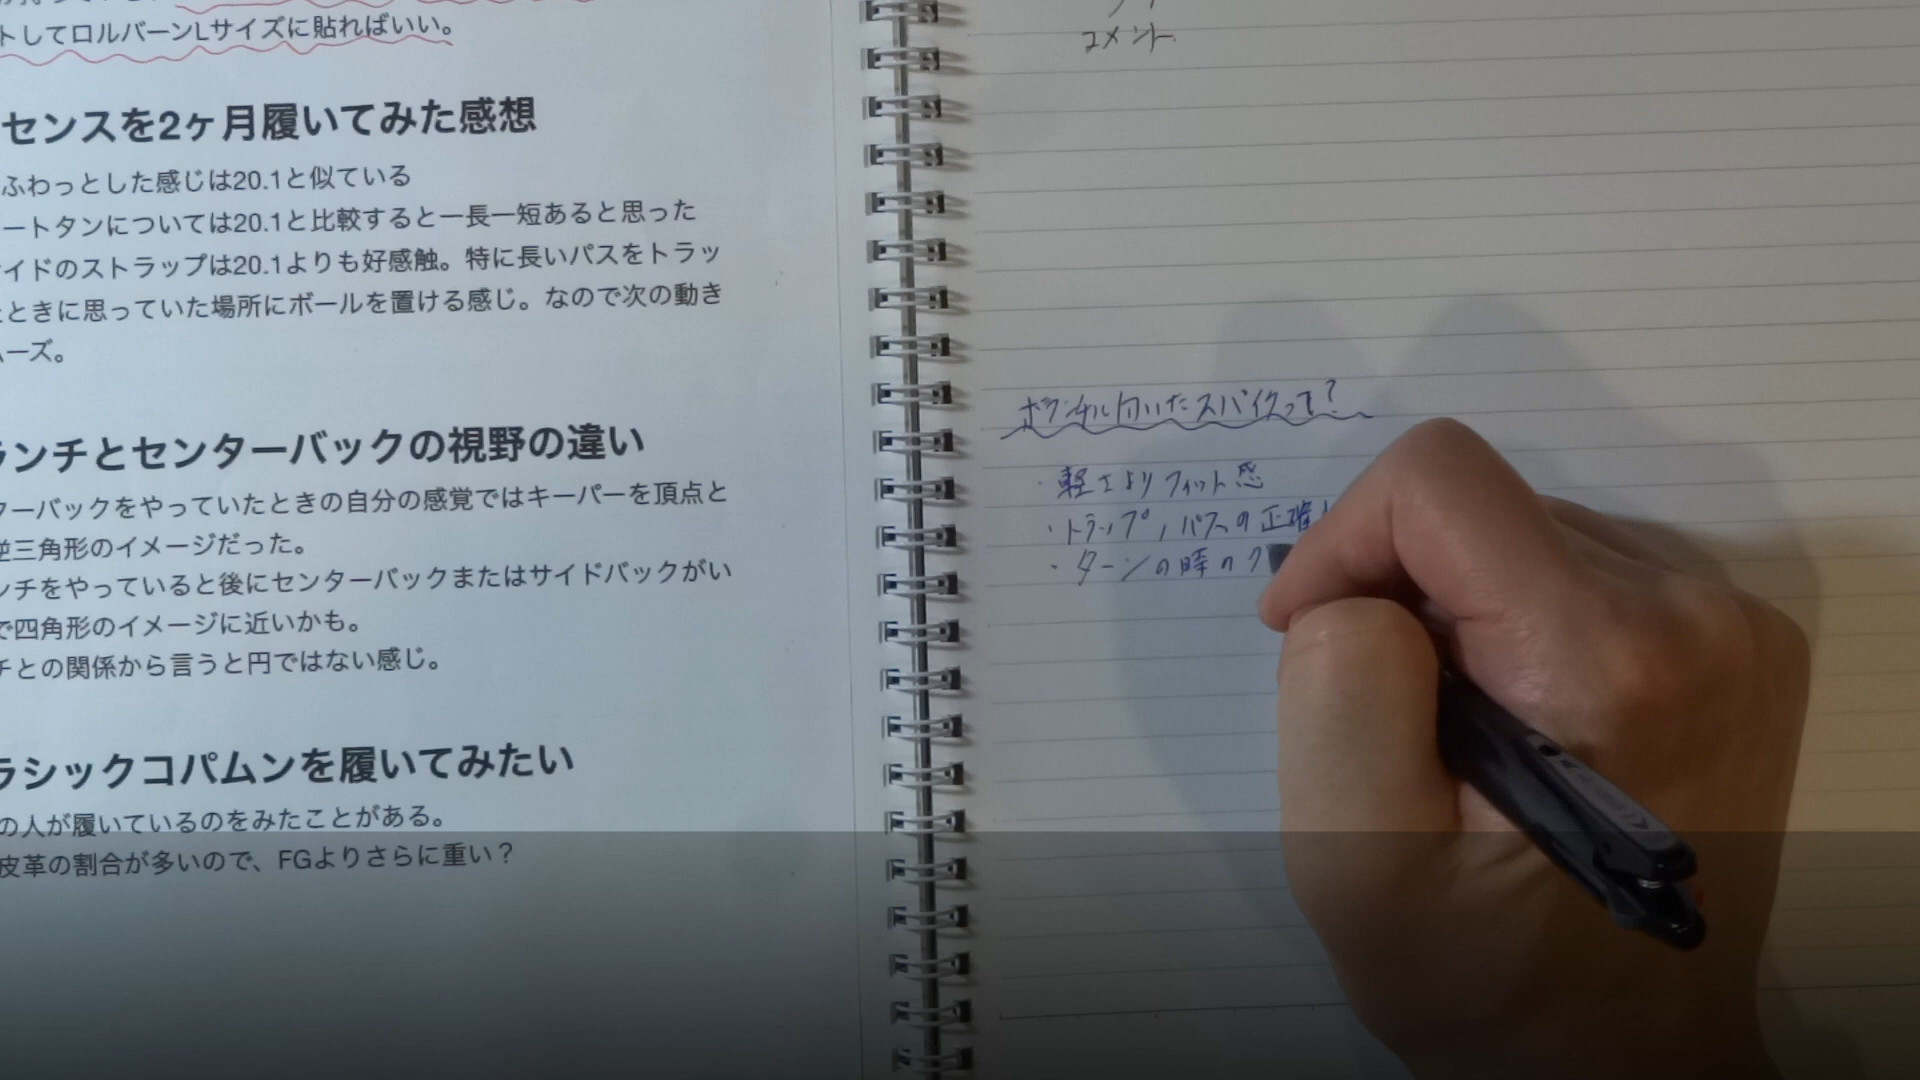 トしてロルバーンLサイズに貼ればいい。
センスを2ヶ月履いてみた感想
ふわっとした感じは20.1と似ている
ートタンについては20.1と比較すると一長一短あると思った
イドのストラップは20.1よりも好感触。特に長いパスをトラッ
ときに思っていた場所にボールを置ける感じ。なので次の動き
ーズ。
ランチとセンターバックの視野の違い
ターバックをやっていたときの自分の感覚ではキーパーを頂点と
逆三角形のイメージだった。
ンチをやっていると後にセンターバックまたはサイドバックがい
で四角形のイメージに近いかも。
チとの関係から言うと円ではない感じ。
ラシックコパムンを履いてみたい
の人が履いているのをみたことがある。
皮革の割合が多いので、FGよりさらに重い？
コメント
ボランチに向いたスパイクって?
・軽さよりフィット感
・トラップ,パスの正確
・ターンの時のク